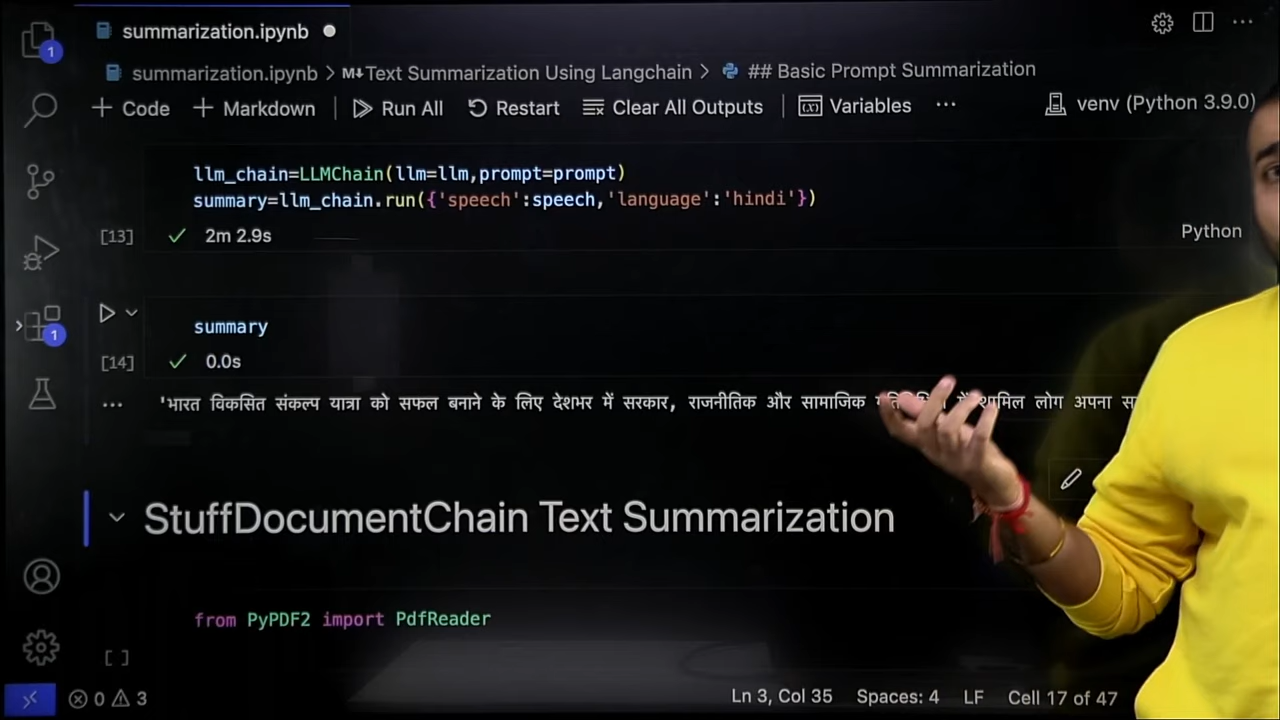 summarization.ipynb
summarization.ipynb > M↓Text Summarization Using Langchain > ## Basic Prompt Summarization
+ Code + Markdown Run All Restart Clear All Outputs Variables ··· venv (Python 3.9.0)
llm_chain=LLMChain(llm=llm,prompt=prompt)
summary=llm_chain.run({'speech':speech,'language':'hindi'})
[13] ✓ 2m 2.9s
Python
summary
[14] ✓ 0.0s
'भारत विकसित संकल्प यात्रा को सफल बनाने के लिए देशभर में सरकार, राजनीतिक और सामाजिक में शामिल लोग अपना
StuffDocumentChain Text Summarization
from PyPDF2 import PdfReader
[ ]
0 3 Ln 3, Col 35 Spaces: 4 LF Cell 17 of 47
1
1